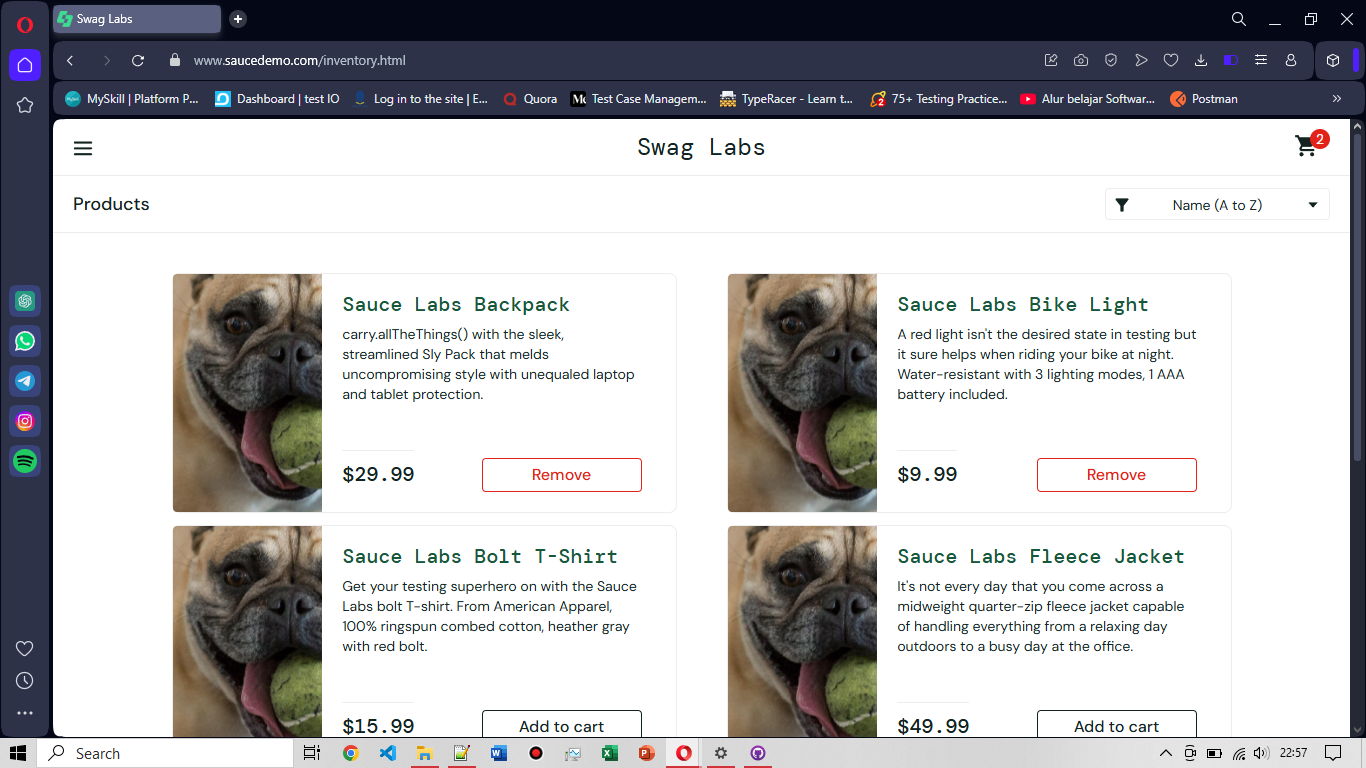 Swag Labs
www.saucedemo.com/inventory.html
MySkill | Platform P...
Dashboard | test IO
Log in to the site | E...
Quora
Test Case Managem...
TypeRacer - Learn t...
75+ Testing Practice...
Alur belajar Softwar...
Postman
Swag Labs
2
Products
Name (A to Z)
Sauce Labs Backpack
carry.allTheThings() with the sleek,
streamlined Sly Pack that melds
uncompromising style with unequaled laptop
and tablet protection.
$29.99
Remove
Sauce Labs Bike Light
A red light isn't the desired state in testing but
it sure helps when riding your bike at night.
Water-resistant with 3 lighting modes, 1 AAA
battery included.
$9.99
Remove
Sauce Labs Bolt T-Shirt
Get your testing superhero on with the Sauce
Labs bolt T-shirt. From American Apparel,
100% ringspun combed cotton, heather gray
with red bolt.
$15.99
Add to cart
Sauce Labs Fleece Jacket
It's not every day that you come across a
midweight quarter-zip fleece jacket capable
of handling everything from a relaxing day
outdoors to a busy day at the office.
$49.99
Add to cart
Search
22:57